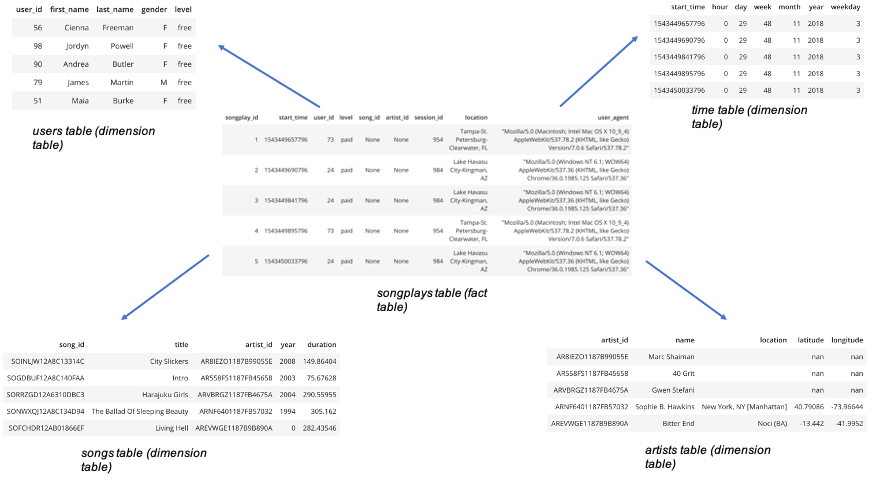 user_id first_name last_name gender level
56 Cienna Freeman F free
98 Jordyn Powell F free
90 Andrea Butler F free
79 James Martin M free
51 Maia Burke F free
users table (dimension
table)
start_time hour day week month year weekday
1543449657796 0 29 48 11 2018 3
1543449690796 0 29 48 11 2018 3
1543449841796 0 29 48 11 2018 3
1543449895796 0 29 48 11 2018 3
1543450033796 0 29 48 11 2018 3
time table (dimension
table)
songplay_id start_time user_id level song_id artist_id session_id location user_agent
1 1543449657796 73 paid None None 954 Tampa-St. Petersburg-Clearwater, FL "Mozilla/5.0 (Macintosh; Intel Mac OS X 10_9_4) AppleWebKit/537.78.2 (KHTML, like Gecko) Version/7.0.6 Safari/537.78.2"
2 1543449690796 24 paid None None 984 Lake Havasu City-Kingman, AZ "Mozilla/5.0 (Windows NT 6.1; WOW64) AppleWebKit/537.36 (KHTML, like Gecko) Chrome/36.0.1985.125 Safari/537.36"
3 1543449841796 24 paid None None 984 Lake Havasu City-Kingman, AZ "Mozilla/5.0 (Windows NT 6.1; WOW64) AppleWebKit/537.36 (KHTML, like Gecko) Chrome/36.0.1985.125 Safari/537.36"
4 1543449895796 73 paid None None 954 Tampa-St. Petersburg-Clearwater, FL "Mozilla/5.0 (Macintosh; Intel Mac OS X 10_9_4) AppleWebKit/537.78.2 (KHTML, like Gecko) Version/7.0.6 Safari/537.78.2"
5 1543450033796 24 paid None None 984 Lake Havasu City-Kingman, AZ "Mozilla/5.0 (Windows NT 6.1; WOW64) AppleWebKit/537.36 (KHTML, like Gecko) Chrome/36.0.1985.125 Safari/537.36"
songplays table (fact
table)
song_id title artist_id year duration
SOINLJW12A8C13314C City Slickers AR8IEZO1187B99055E 2008 149.86404
SOGDBUF12A8C140FAA Intro AR558FS1187FB45658 2003 75.67628
SORRZGD12A6310DBC3 Harajuku Girls ARVBRGZ1187FB4675A 2004 290.55955
SONWXQJ12A8C134D94 The Ballad Of Sleeping Beauty ARNF6401187FB57032 1994 305.162
SOFCHDR12AB01866EF Living Hell AREVWGE1187B9B890A 0 282.43546
songs table (dimension
table)
artist_id name location latitude longitude
AR8IEZO1187B99055E Marc Shaiman nan nan
AR558FS1187FB45658 40 Grit nan nan
ARVBRGZ1187FB4675A Gwen Stefani nan nan
ARNF6401187FB57032 Sophie B. Hawkins New York, NY [Manhattan] 40.79086 -73.96644
AREVWGE1187B9B890A Bitter End Noci (BA) -13.442 -41.9952
artists table (dimension
table)